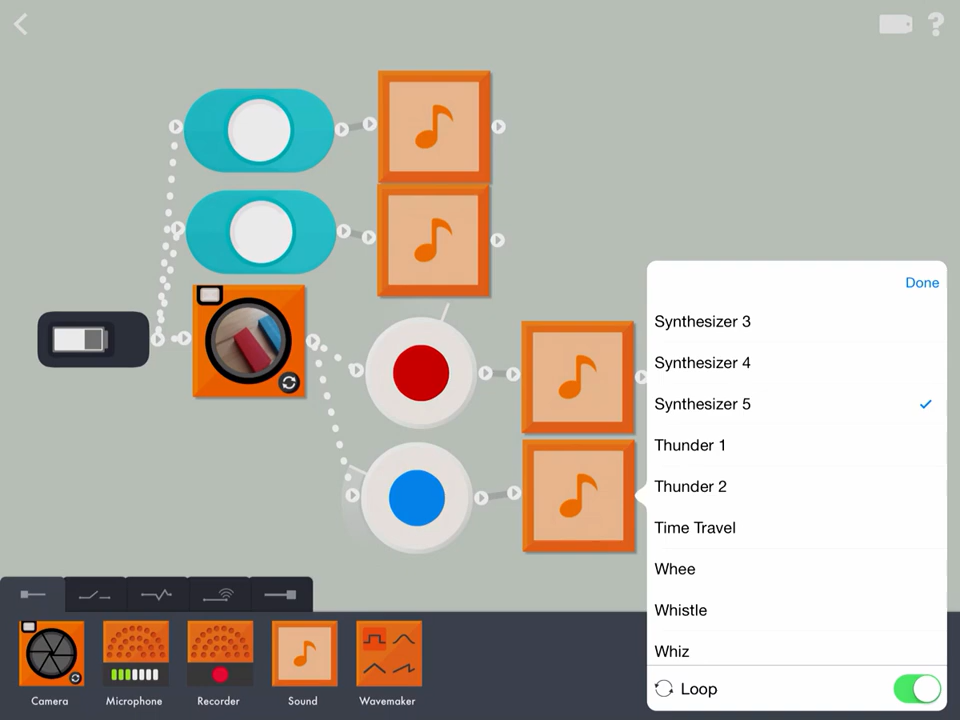 ?
Done
Synthesizer 3
Synthesizer 4
Synthesizer 5
Thunder 1
Thunder 2
Time Travel
Whee
Whistle
Whiz
Loop
Camera
Microphone
Recorder
Sound
Wavemaker